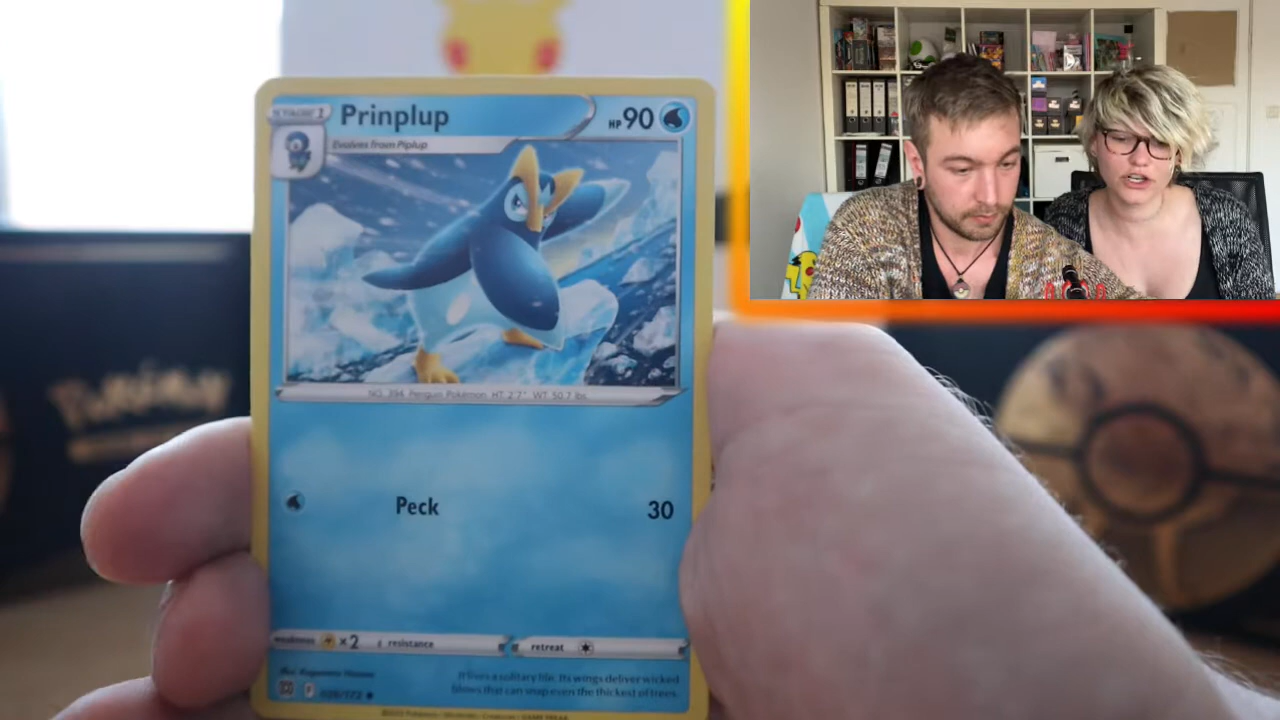 STAGE 1
Prinplup
HP 90
Evolves from Piplup
NO. 394 Penguin Pokémon HT: 2'7" WT: 50.7 lbs.
Peck 30
weakness ×2 resistance retreat
It lives a solitary life. Its wings deliver wicked
blows that can snap even the thickest of trees.
Pokémon